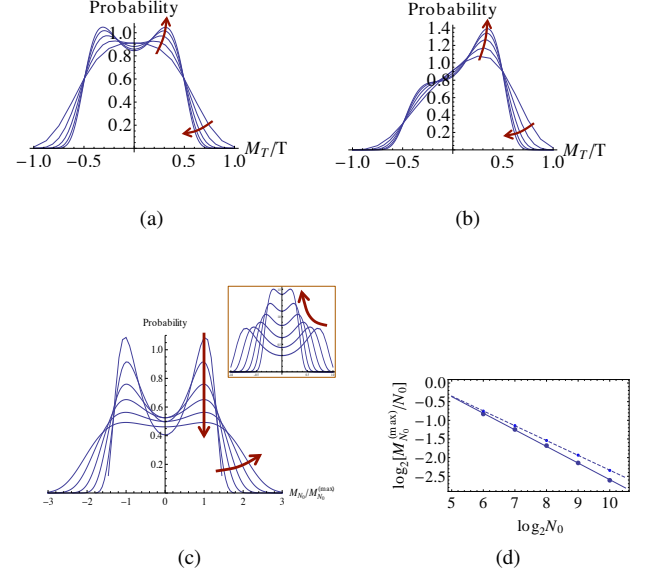 Probability
1.0
0.8
0.6
0.4
0.2
−1.0 −0.5 0.5 1.0
M_T/T
(a)
Probability
1.4
1.2
1.0
0.8
0.6
0.4
0.2
−1.0 −0.5 0.5 1.0
M_T/T
(b)
Probability
1.0
0.8
0.6
0.4
0.2
−3 −2 −1 0 1 2 3
M_{N_0}/M_{N_0}^{(max)}
(c)
log_2[M_{N_0}^{(max)}/N_0]
0.0
−0.5
−1.0
−1.5
−2.0
−2.5
5 6 7 8 9 10
log_2 N_0
(d)